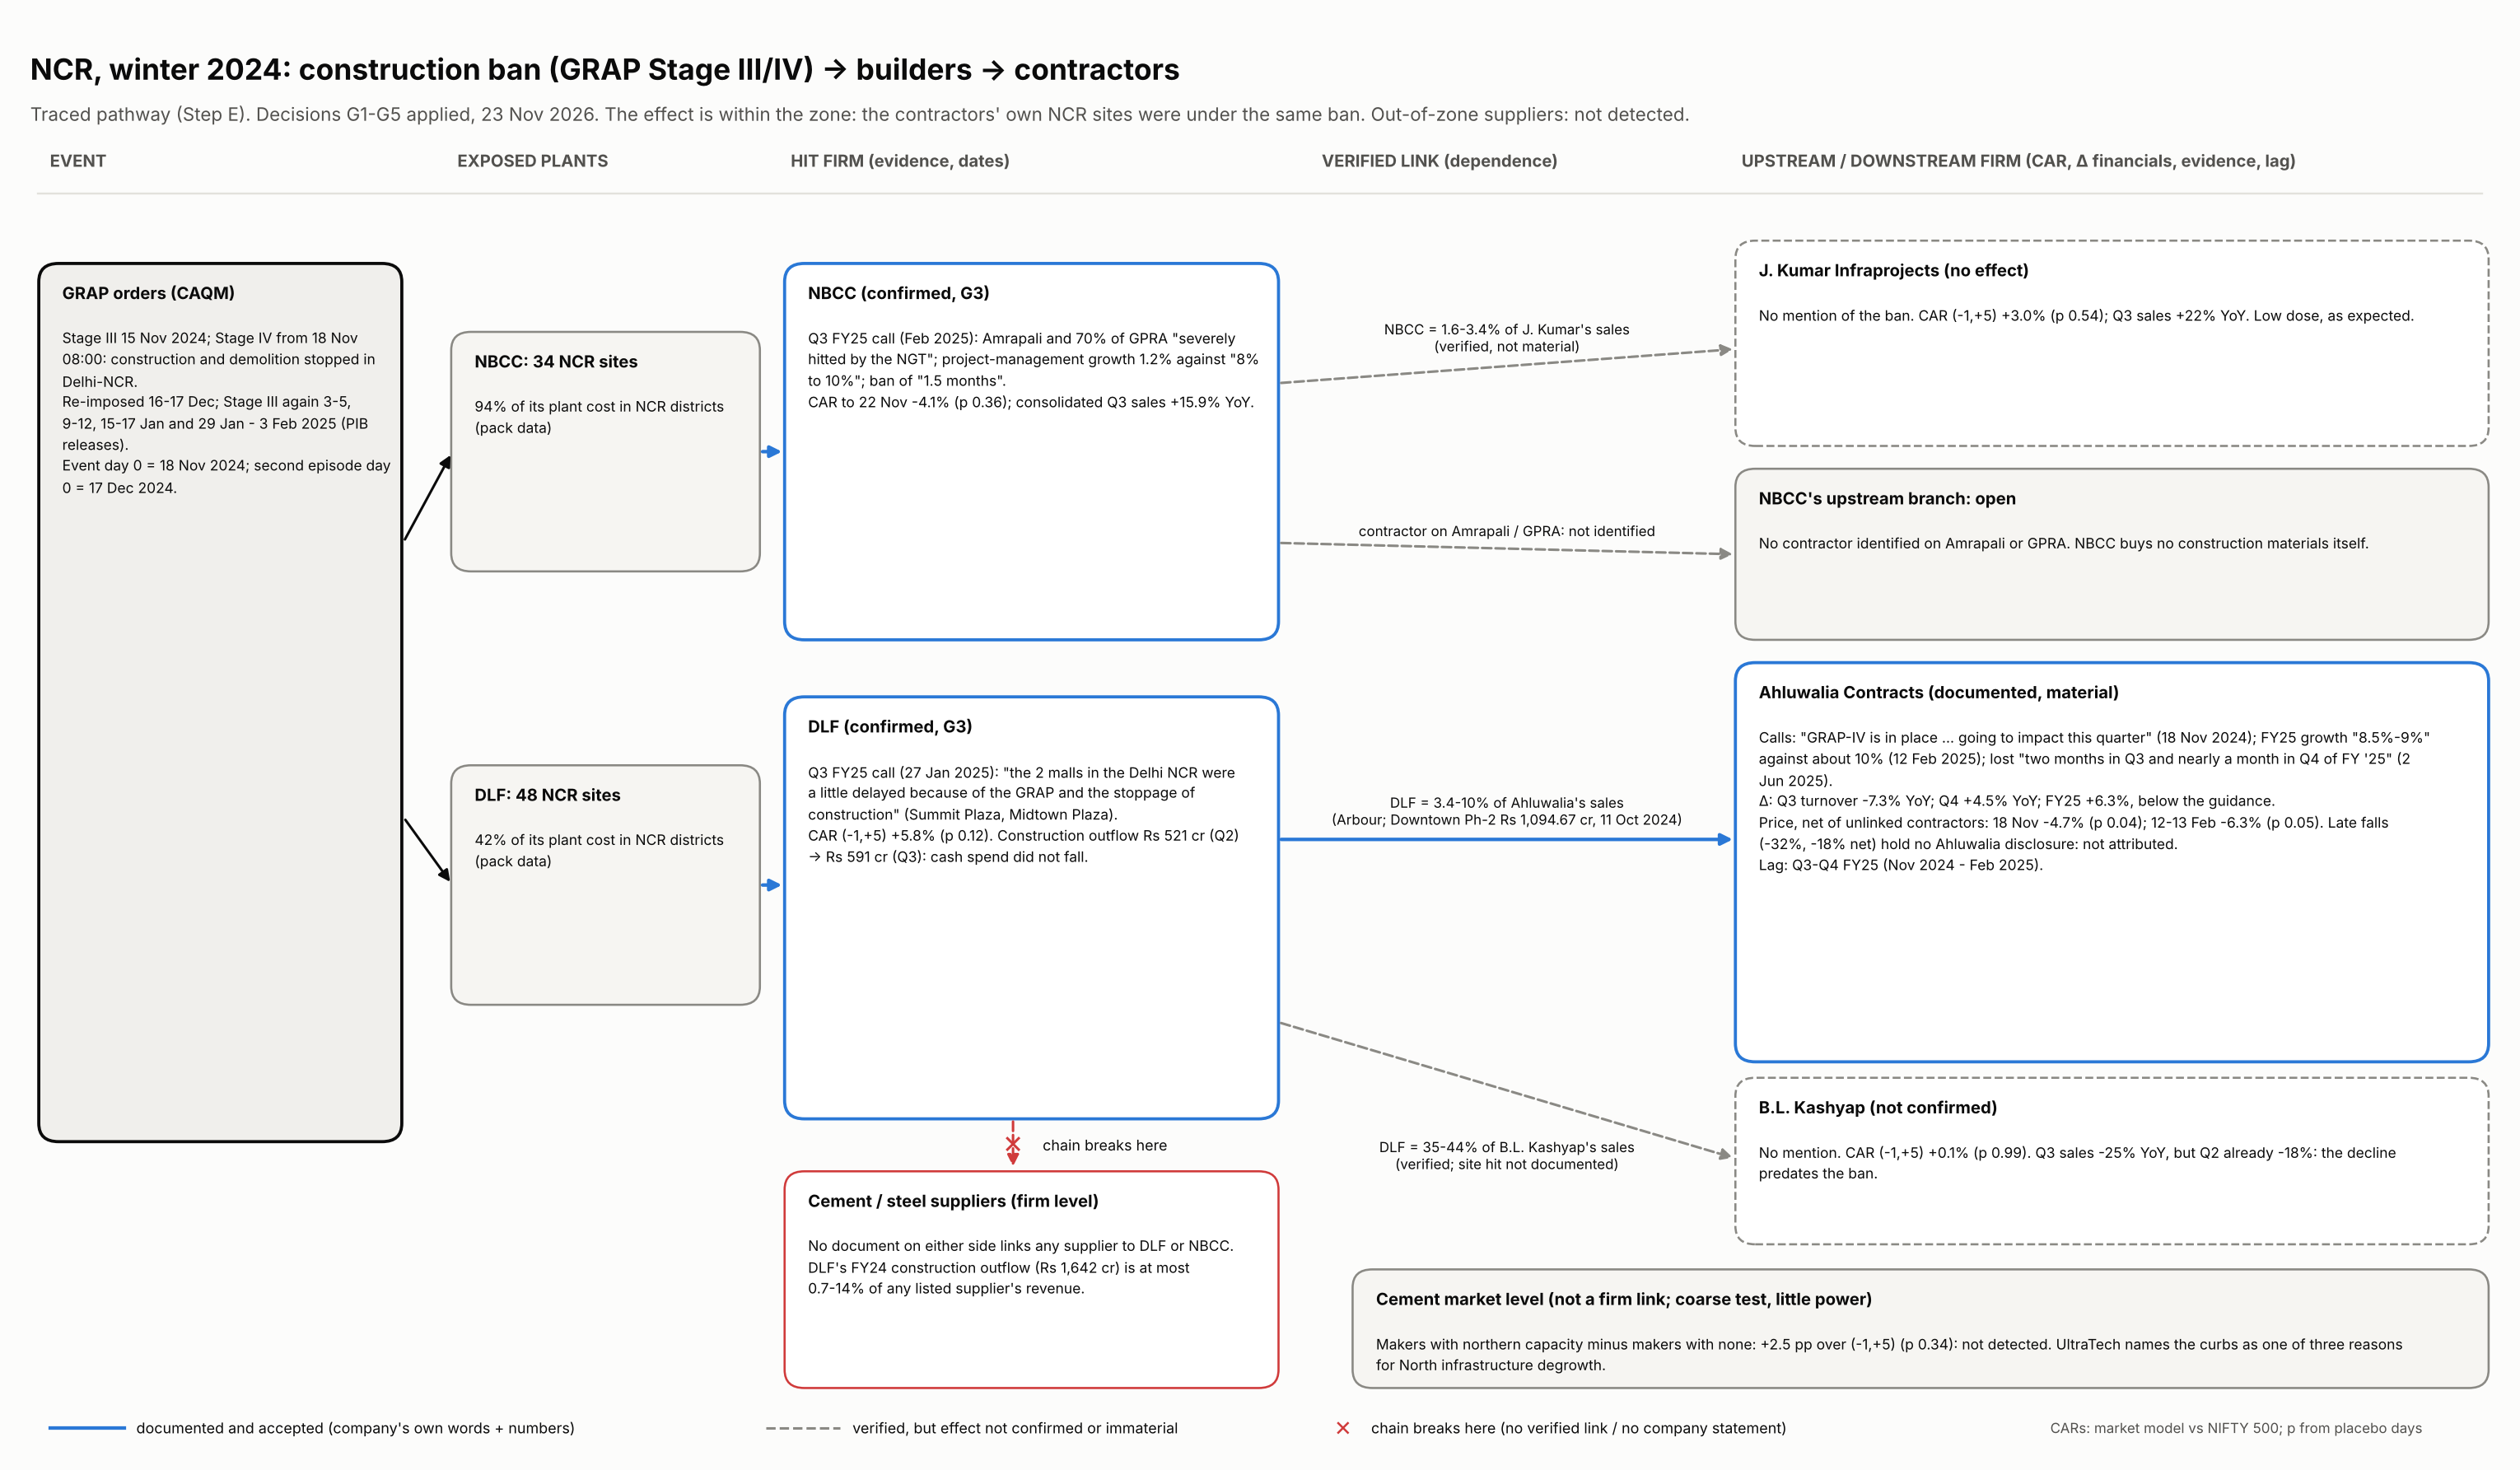 NCR, winter 2024: construction ban (GRAP Stage III/IV) → builders → contractors
Traced pathway (Step E). Decisions G1-G5 applied, 23 Nov 2026. The effect is within the zone: the contractors' own NCR sites were under the same ban. Out-of-zone suppliers: not detected.
EVENT
EXPOSED PLANTS
HIT FIRM (evidence, dates)
VERIFIED LINK (dependence)
UPSTREAM / DOWNSTREAM FIRM (CAR, Δ financials, evidence, lag)
GRAP orders (CAQM)
Stage III 15 Nov 2024; Stage IV from 18 Nov
08:00: construction and demolition stopped in
Delhi-NCR.
Re-imposed 16-17 Dec; Stage III again 3-5,
9-12, 15-17 Jan and 29 Jan - 3 Feb 2025 (PIB
releases).
Event day 0 = 18 Nov 2024; second episode day
0 = 17 Dec 2024.
NBCC: 34 NCR sites
94% of its plant cost in NCR districts
(pack data)
NBCC (confirmed, G3)
Q3 FY25 call (Feb 2025): Amrapali and 70% of GPRA "severely
hitted by the NGT"; project-management growth 1.2% against "8%
to 10%"; ban of "1.5 months".
CAR to 22 Nov -4.1% (p 0.36); consolidated Q3 sales +15.9% YoY.
NBCC = 1.6-3.4% of J. Kumar's sales
(verified, not material)
J. Kumar Infraprojects (no effect)
No mention of the ban. CAR (-1,+5) +3.0% (p 0.54); Q3 sales +22% YoY. Low dose, as expected.
contractor on Amrapali / GPRA: not identified
NBCC's upstream branch: open
No contractor identified on Amrapali or GPRA. NBCC buys no construction materials itself.
DLF: 48 NCR sites
42% of its plant cost in NCR districts
(pack data)
DLF (confirmed, G3)
Q3 FY25 call (27 Jan 2025): "the 2 malls in the Delhi NCR were
a little delayed because of the GRAP and the stoppage of
construction" (Summit Plaza, Midtown Plaza).
CAR (-1,+5) +5.8% (p 0.12). Construction outflow Rs 521 cr (Q2)
→ Rs 591 cr (Q3): cash spend did not fall.
DLF = 3.4-10% of Ahluwalia's sales
(Arbour; Downtown Ph-2 Rs 1,094.67 cr, 11 Oct 2024)
Ahluwalia Contracts (documented, material)
Calls: "GRAP-IV is in place ... going to impact this quarter" (18 Nov 2024); FY25 growth "8.5%-9%"
against about 10% (12 Feb 2025); lost "two months in Q3 and nearly a month in Q4 of FY '25" (2
Jun 2025).
Δ: Q3 turnover -7.3% YoY; Q4 +4.5% YoY; FY25 +6.3%, below the guidance.
Price, net of unlinked contractors: 18 Nov -4.7% (p 0.04); 12-13 Feb -6.3% (p 0.05). Late falls
(-32%, -18% net) hold no Ahluwalia disclosure: not attributed.
Lag: Q3-Q4 FY25 (Nov 2024 - Feb 2025).
chain breaks here
DLF = 35-44% of B.L. Kashyap's sales
(verified; site hit not documented)
B.L. Kashyap (not confirmed)
No mention. CAR (-1,+5) +0.1% (p 0.99). Q3 sales -25% YoY, but Q2 already -18%: the decline
predates the ban.
Cement / steel suppliers (firm level)
No document on either side links any supplier to DLF or NBCC.
DLF's FY24 construction outflow (Rs 1,642 cr) is at most
0.7-14% of any listed supplier's revenue.
Cement market level (not a firm link; coarse test, little power)
Makers with northern capacity minus makers with none: +2.5 pp over (-1,+5) (p 0.34): not detected. UltraTech names the curbs as one of three reasons
for North infrastructure degrowth.
documented and accepted (company's own words + numbers)
verified, but effect not confirmed or immaterial
chain breaks here (no verified link / no company statement)
CARs: market model vs NIFTY 500; p from placebo days